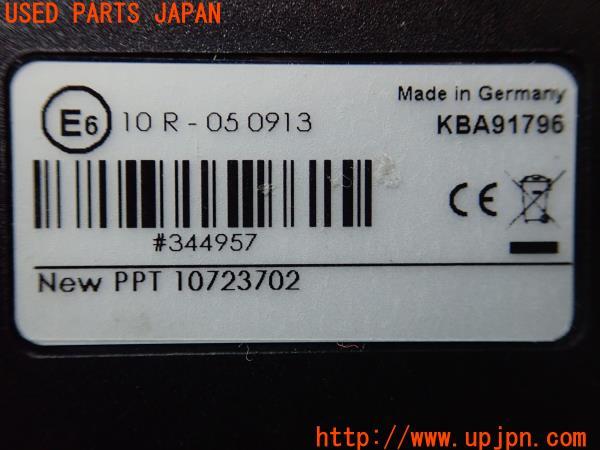 USED PARTS JAPAN
E6 10 R - 05 0913
Made in Germany
KBA91796
CE
#344957
New PPT 10723702
http://www.upjpn.com